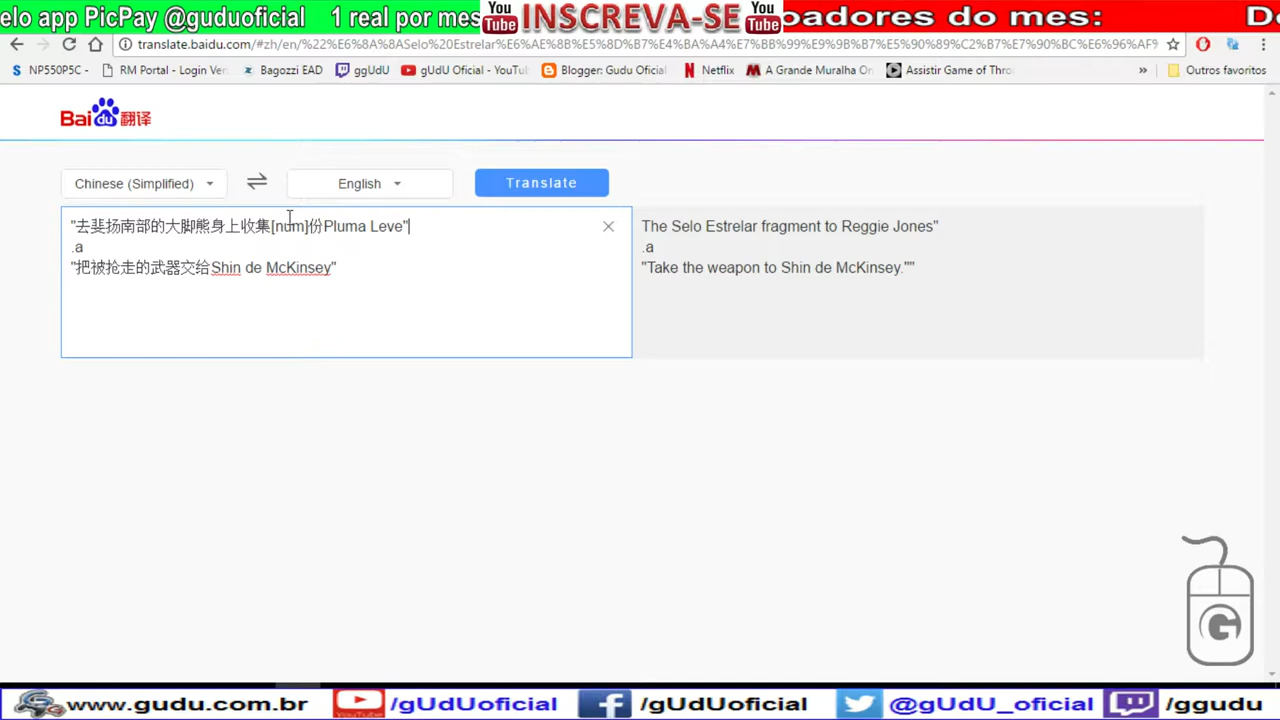 elo app PicPay @guduoficial 1 real por mes
You Tube INSCREVA-SE You Tube
oadores do mes: D
translate.baidu.com/#zh/en/%22%E6%8A%8ASelo%20Estrelar%E6%AE%8B%E5%8D%B7%E4%BA%A4%E7%BB%99%E9%9B%B7%E5%90%89%C2%B7%E7%90%BC%E6%96%AF%
NP550P5C - RM Portal - Login Ver Bagozzi EAD ggUdU gUdU Oficial - YouTu Blogger: Gudu Oficial Netflix A Grande Muralha On Assistir Game of Thro » Outros favoritos
Baidu翻译
Chinese (Simplified) English Translate
"去斐扬南部的大脚熊身上收集[num]份Pluma Leve"
.a
"把被抢走的武器交给Shin de McKinsey"
The Selo Estrelar fragment to Reggie Jones"
.a
"Take the weapon to Shin de McKinsey.""
G
www.gudu.com.br YouTube /gUdUoficial /gUdUoficial @gUdU_oficial /ggudu